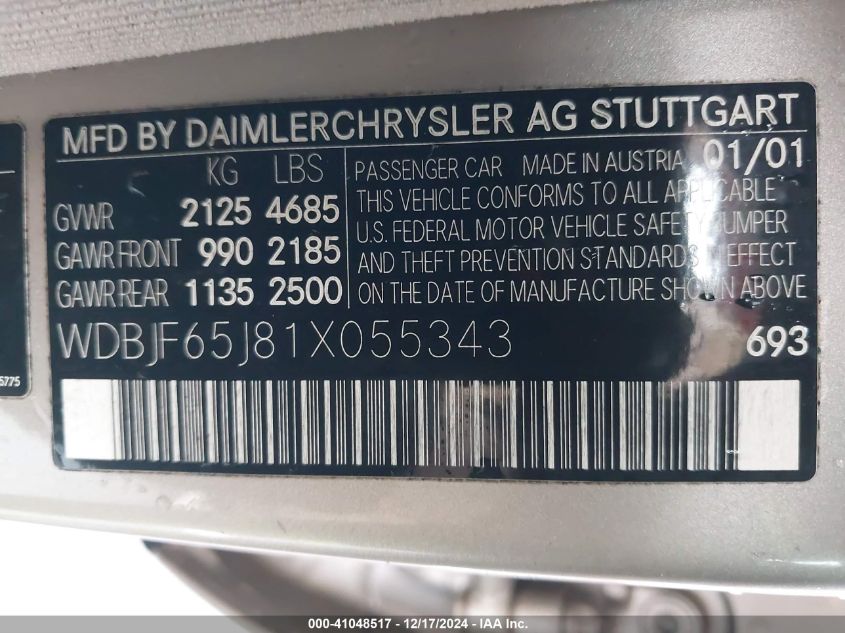 MFD BY DAIMLERCHRYSLER AG STUTTGART
KG LBS
GVWR 2125 4685
GAWR FRONT 990 2185
GAWR REAR 1135 2500
PASSENGER CAR MADE IN AUSTRIA 01/01
THIS VEHICLE CONFORMS TO ALL APPLICABLE
U.S. FEDERAL MOTOR VEHICLE SAFETY BUMPER
AND THEFT PREVENTION STANDARDS EFFECT
ON THE DATE OF MANUFACTURE SHOWN ABOVE
WDBJF65J81X055343 693
5775
000-41048517 - 12/17/2024 - IAA Inc.